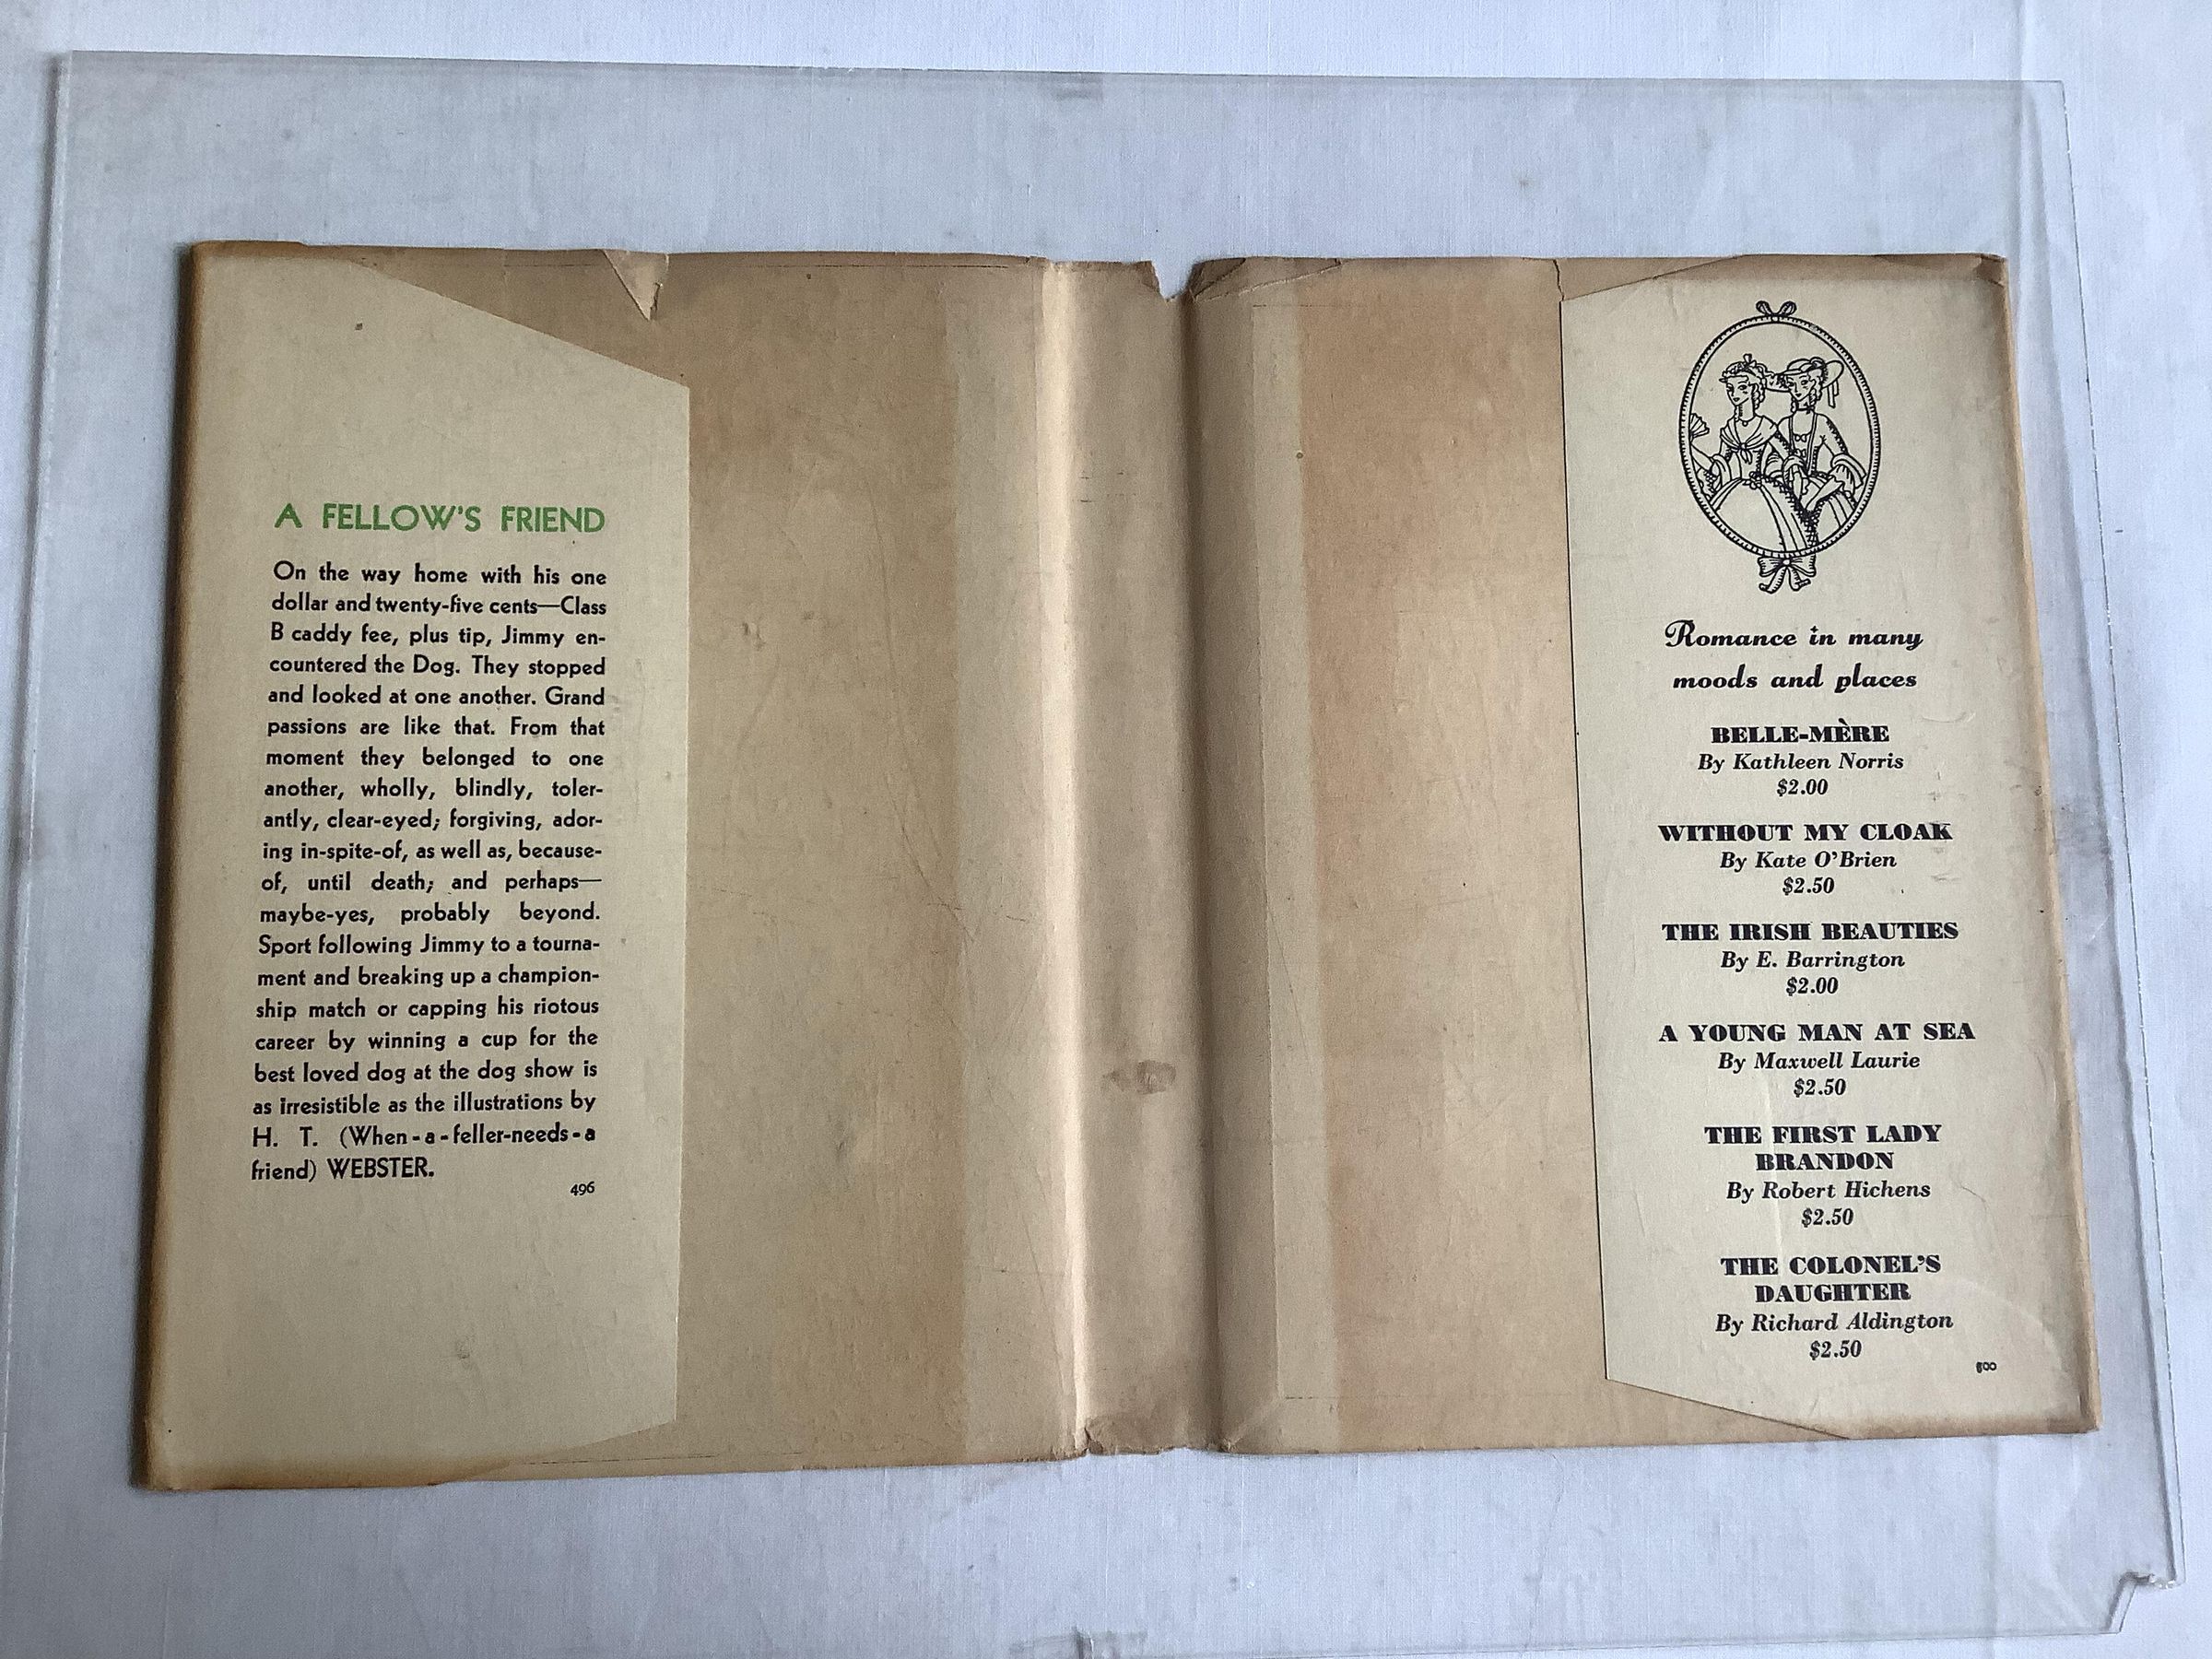 A FELLOW'S FRIEND
On the way home with his one
dollar and twenty-five cents—Class
B caddy fee, plus tip, Jimmy en-
countered the Dog. They stopped
and looked at one another. Grand
passions are like that. From that
moment they belonged to one
another, wholly, blindly, toler-
antly, clear-eyed; forgiving, ador-
ing in-spite-of, as well as, because-
of, until death; and perhaps—
maybe-yes, probably beyond.
Sport following Jimmy to a tourna-
ment and breaking up a champion-
ship match or capping his riotous
career by winning a cup for the
best loved dog at the dog show is
as irresistible as the illustrations by
H. T. (When-a-feller-needs-a
friend) WEBSTER.
496
Romance in many
moods and places
BELLE-MÈRE
By Kathleen Norris
$2.00
WITHOUT MY CLOAK
By Kate O'Brien
$2.50
THE IRISH BEAUTIES
By E. Barrington
$2.00
A YOUNG MAN AT SEA
By Maxwell Laurie
$2.50
THE FIRST LADY
BRANDON
By Robert Hichens
$2.50
THE COLONEL'S
DAUGHTER
By Richard Aldington
$2.50